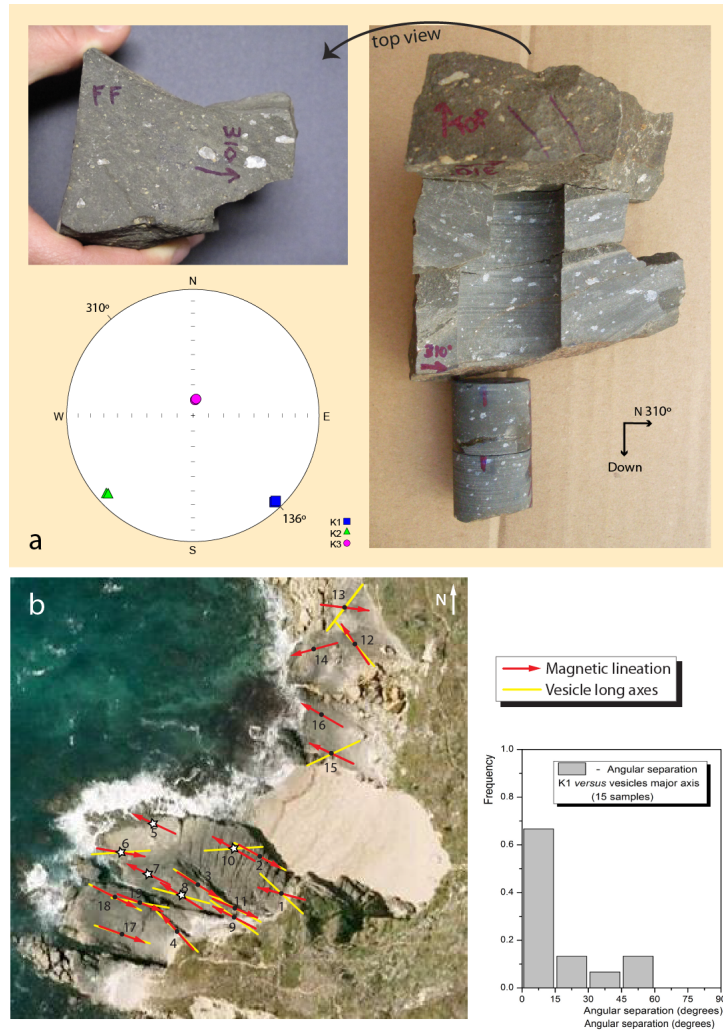 top view
FF
310
TOP
310
310°
N 310°
Down
N
310º
W
E
136º
S
K1
K2
K3
a
b
N
13
12
14
16
15
5
6
10
2
7
3
8
1
18
11
9
17
4
Magnetic lineation
Vesicle long axes
Frequency
1.0
0.8
0.6
0.4
0.2
0.0
- Angular separation
K1 versus vesicles major axis
(15 samples)
0 15 30 45 60 75 90
Angular separation (degrees)
Angular separation (degrees)